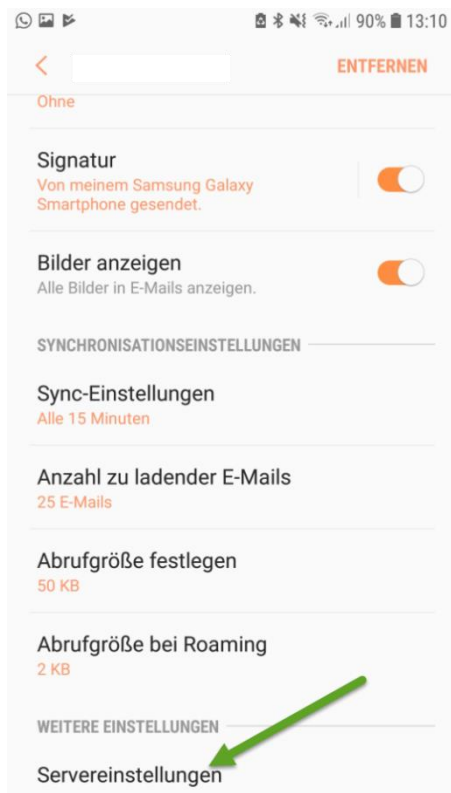 90% 13:10
ENTFERNEN
Ohne
Signatur
Von meinem Samsung Galaxy
Smartphone gesendet.
Bilder anzeigen
Alle Bilder in E-Mails anzeigen.
SYNCHRONISATIONSEINSTELLUNGEN
Sync-Einstellungen
Alle 15 Minuten
Anzahl zu ladender E-Mails
25 E-Mails
Abrufgröße festlegen
50 KB
Abrufgröße bei Roaming
2 KB
WEITERE EINSTELLUNGEN
Servereinstellungen